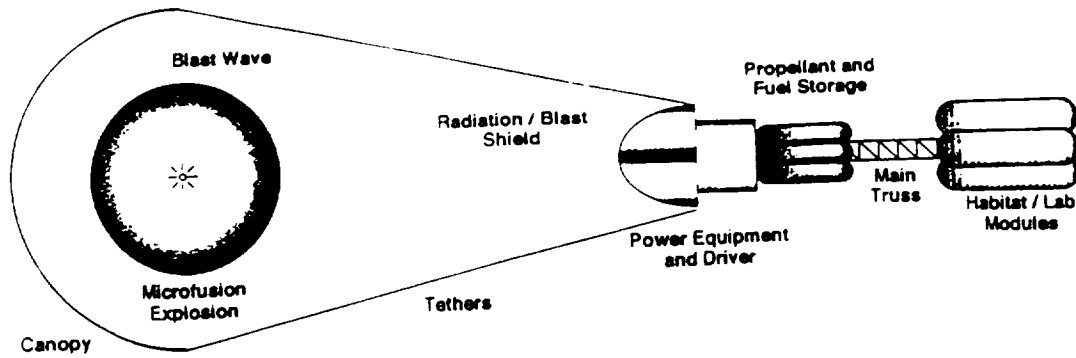 Blast Wave
Propellant and
Fuel Storage
Radiation / Blast
Shield
Main
Truss
Habitat / Lab
Modules
Power Equipment
and Driver
Microfusion
Explosion
Tethers
Canopy